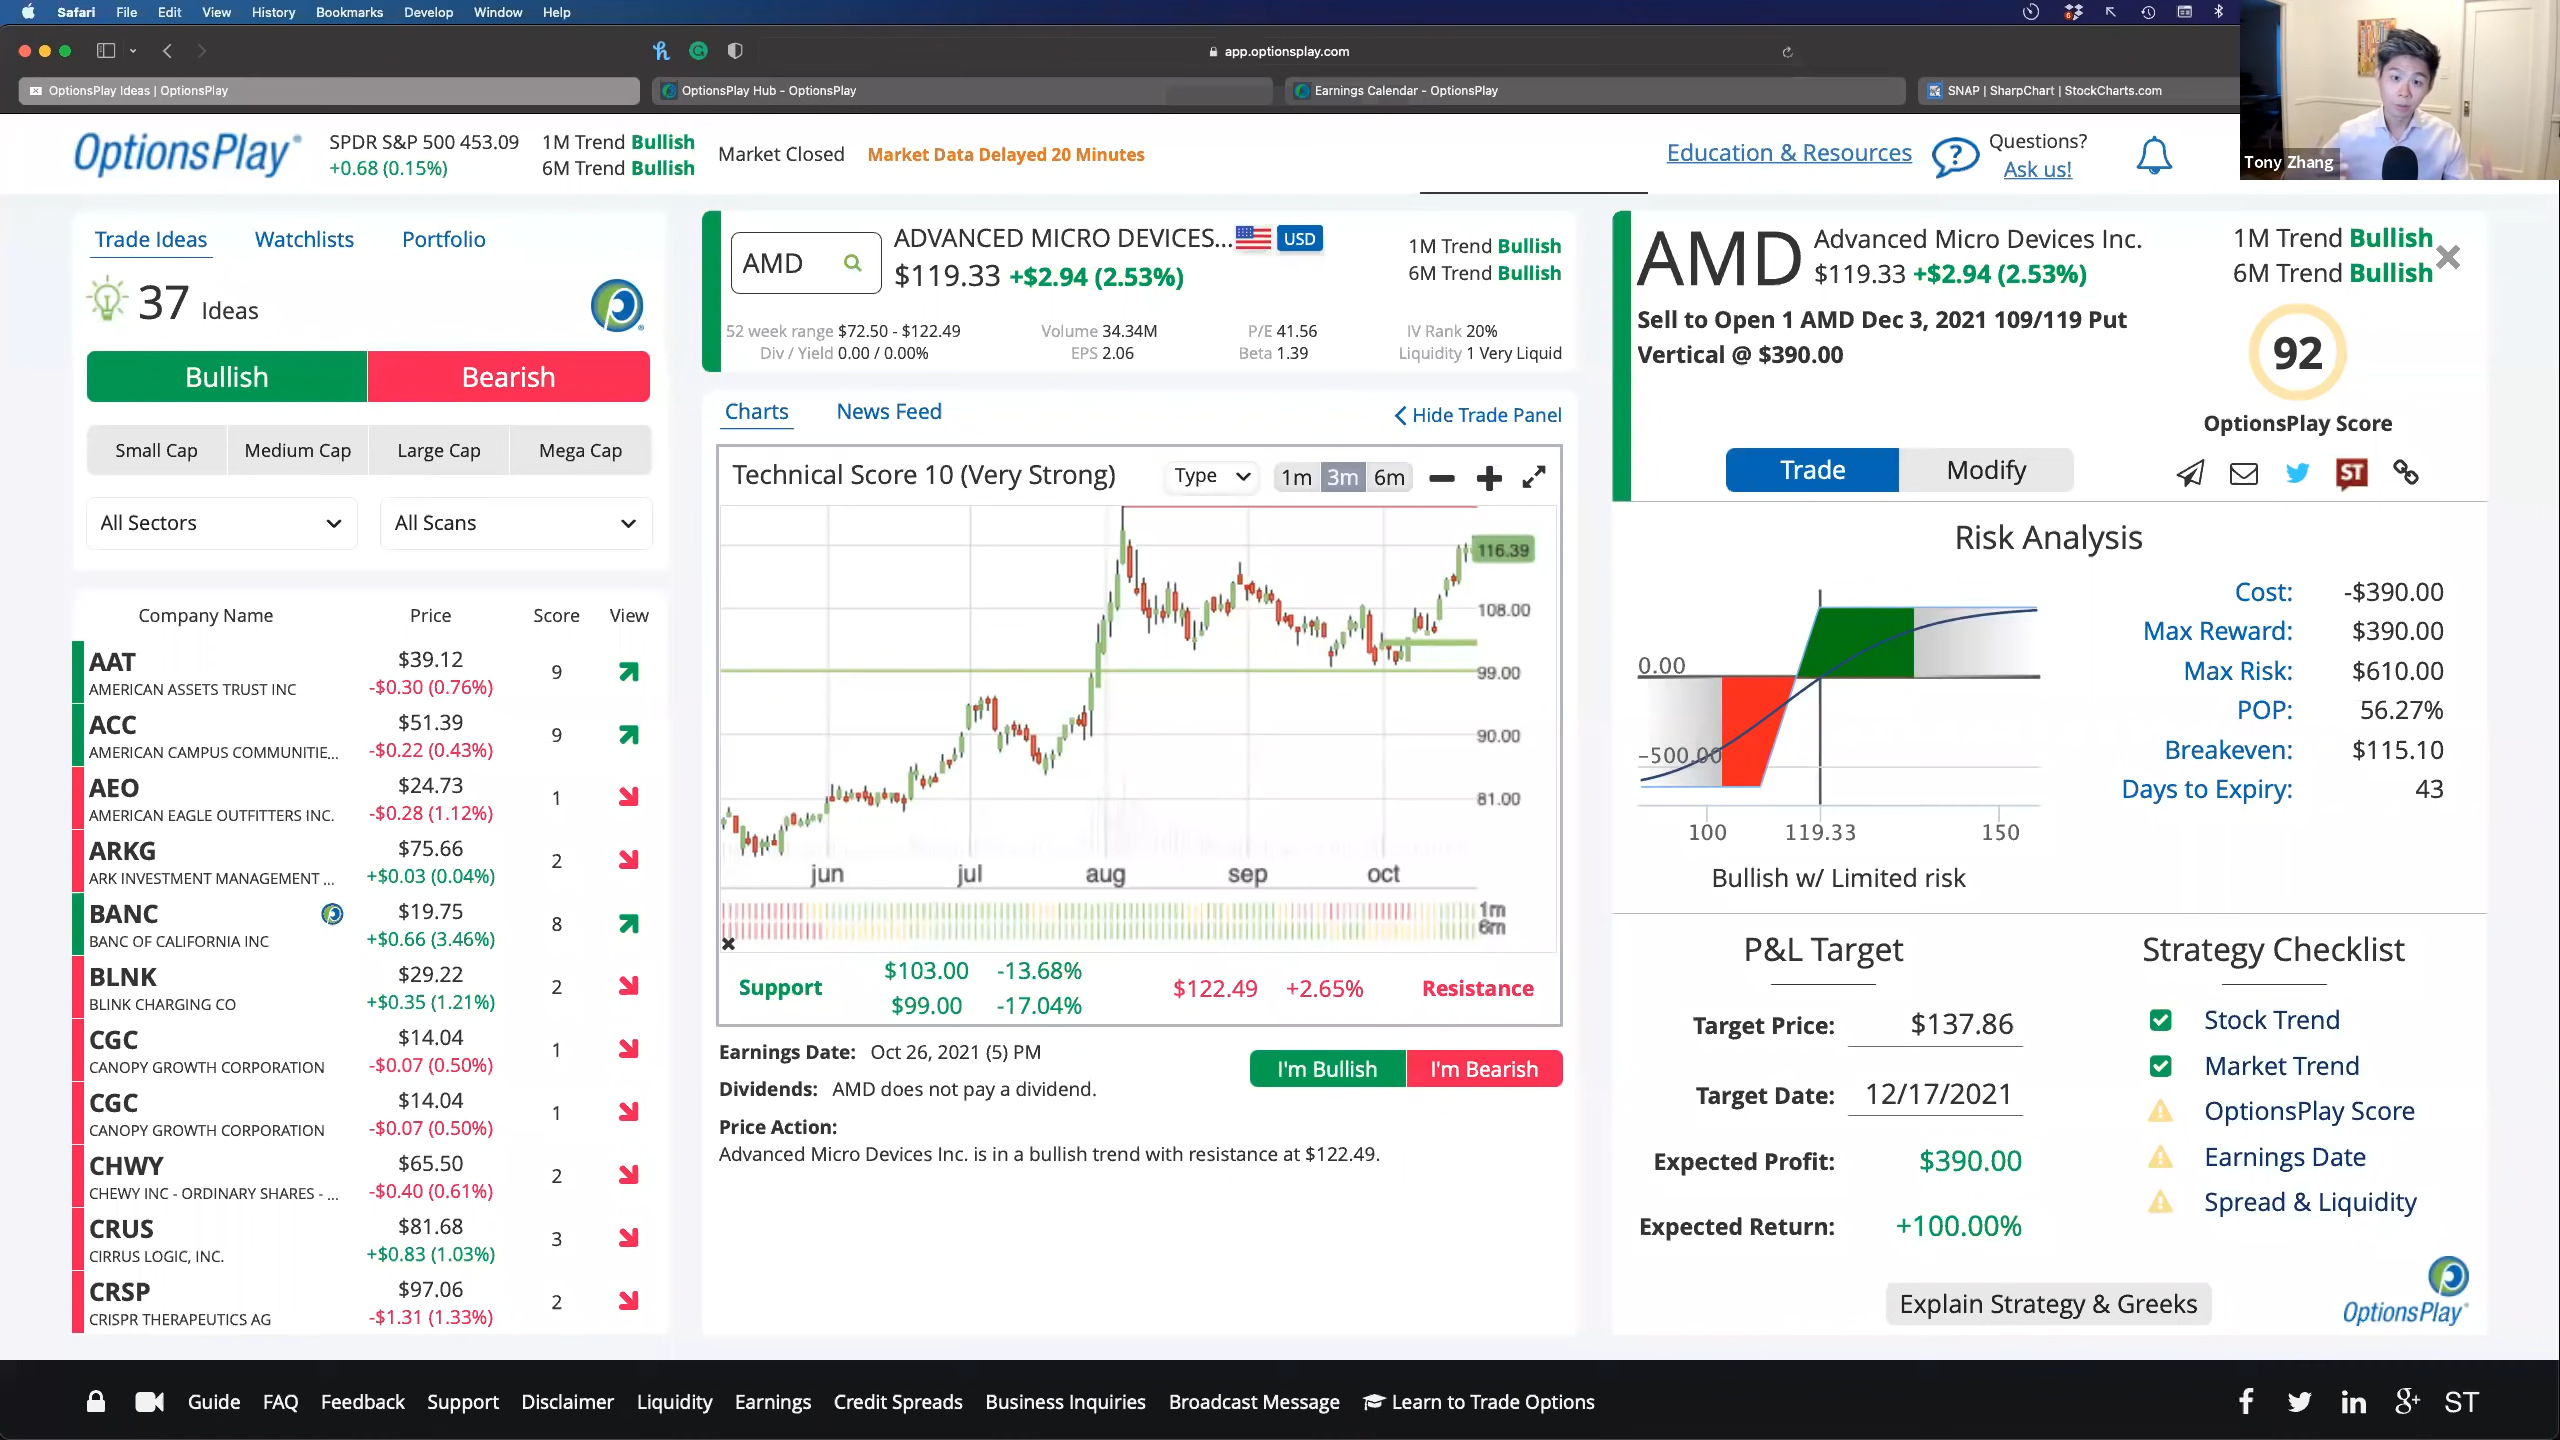 Safari File Edit View History Bookmarks Develop Window Help
app.optionsplay.com
OptionsPlay Ideas | OptionsPlay
OptionsPlay Hub - OptionsPlay
Earnings Calendar - OptionsPlay
SNAP | SharpChart | StockCharts.com
Tony Zhang
OptionsPlay
SPDR S&P 500 453.09
+0.68 (0.15%)
1M Trend Bullish
6M Trend Bullish
Market Closed
Market Data Delayed 20 Minutes
Education & Resources
Questions?
Ask us!
Trade Ideas Watchlists Portfolio
37 Ideas
Bullish Bearish
Small Cap Medium Cap Large Cap Mega Cap
All Sectors All Scans
Company Name Price Score View
AAT $39.12 9
AMERICAN ASSETS TRUST INC -$0.30 (0.76%)
ACC $51.39 9
AMERICAN CAMPUS COMMUNITIE... -$0.22 (0.43%)
AEO $24.73 1
AMERICAN EAGLE OUTFITTERS INC. -$0.28 (1.12%)
ARKG $75.66 2
ARK INVESTMENT MANAGEMENT ... +$0.03 (0.04%)
BANC $19.75 8
BANC OF CALIFORNIA INC +$0.66 (3.46%)
BLNK $29.22 2
BLINK CHARGING CO +$0.35 (1.21%)
CGC $14.04 1
CANOPY GROWTH CORPORATION -$0.07 (0.50%)
CGC $14.04 1
CANOPY GROWTH CORPORATION -$0.07 (0.50%)
CHWY $65.50 2
CHEWY INC - ORDINARY SHARES - ... -$0.40 (0.61%)
CRUS $81.68 3
CIRRUS LOGIC, INC. +$0.83 (1.03%)
CRSP $97.06 2
CRISPR THERAPEUTICS AG -$1.31 (1.33%)
AMD
ADVANCED MICRO DEVICES... USD
$119.33 +$2.94 (2.53%)
1M Trend Bullish
6M Trend Bullish
52 week range $72.50 - $122.49 Volume 34.34M P/E 41.56 IV Rank 20%
Div / Yield 0.00 / 0.00% EPS 2.06 Beta 1.39 Liquidity 1 Very Liquid
Charts News Feed Hide Trade Panel
Technical Score 10 (Very Strong) Type 1m 3m 6m
116.39
108.00
99.00
90.00
81.00
jun jul aug sep oct
1m
6m
Support $103.00 -13.68%
$99.00 -17.04%
$122.49 +2.65% Resistance
Earnings Date: Oct 26, 2021 (5) PM
I'm Bullish I'm Bearish
Dividends: AMD does not pay a dividend.
Price Action:
Advanced Micro Devices Inc. is in a bullish trend with resistance at $122.49.
AMD Advanced Micro Devices Inc.
$119.33 +$2.94 (2.53%)
1M Trend Bullish
6M Trend Bullish
Sell to Open 1 AMD Dec 3, 2021 109/119 Put
Vertical @ $390.00
92
OptionsPlay Score
Trade Modify
ST
Risk Analysis
0.00
-500.00
100 119.33 150
Bullish w/ Limited risk
Cost: -$390.00
Max Reward: $390.00
Max Risk: $610.00
POP: 56.27%
Breakeven: $115.10
Days to Expiry: 43
P&L Target
Target Price: $137.86
Target Date: 12/17/2021
Expected Profit: $390.00
Expected Return: +100.00%
Strategy Checklist
Stock Trend
Market Trend
OptionsPlay Score
Earnings Date
Spread & Liquidity
Explain Strategy & Greeks
OptionsPlay
Guide FAQ Feedback Support Disclaimer Liquidity Earnings Credit Spreads Business Inquiries Broadcast Message Learn to Trade Options
f in g+ ST